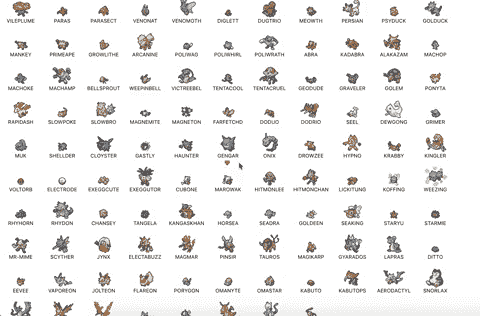 VILEPLUME PARAS PARASECT VENONAT VENOMOTH DIGLETT DUGTRIO MEOWTH PERSIAN PSYDUCK GOLDUCK
MANKEY PRIMEAPE GROWLITHE ARCANINE POLIWAG POLIWHIRL POLIWRATH ABRA KADABRA ALAKAZAM MACHOP
MACHOKE MACHAMP BELLSPROUT WEEPINBELL VICTREEBEL TENTACOOL TENTACRUEL GEODUDE GRAVELER GOLEM PONYTA
RAPIDASH SLOWPOKE SLOWBRO MAGNEMITE MAGNETON FARFETCHD DODUO DODRIO SEEL DEWGONG GRIMER
MUK SHELLDER CLOYSTER GASTLY HAUNTER GENGAR ONIX DROWZEE HYPNO KRABBY KINGLER
VOLTORB ELECTRODE EXEGGCUTE EXEGGUTOR CUBONE MAROWAK HITMONLEE HITMONCHAN LICKITUNG KOFFING WEEZING
RHYHORN RHYDON CHANSEY TANGELA KANGASKHAN HORSEA SEADRA GOLDEEN SEAKING STARYU STARMIE
MR-MIME SCYTHER JYNX ELECTABUZZ MAGMAR PINSIR TAUROS MAGIKARP GYARADOS LAPRAS DITTO
EEVEE VAPOREON JOLTEON FLAREON PORYGON OMANYTE OMASTAR KABUTO KABUTOPS AERODACTYL SNORLAX